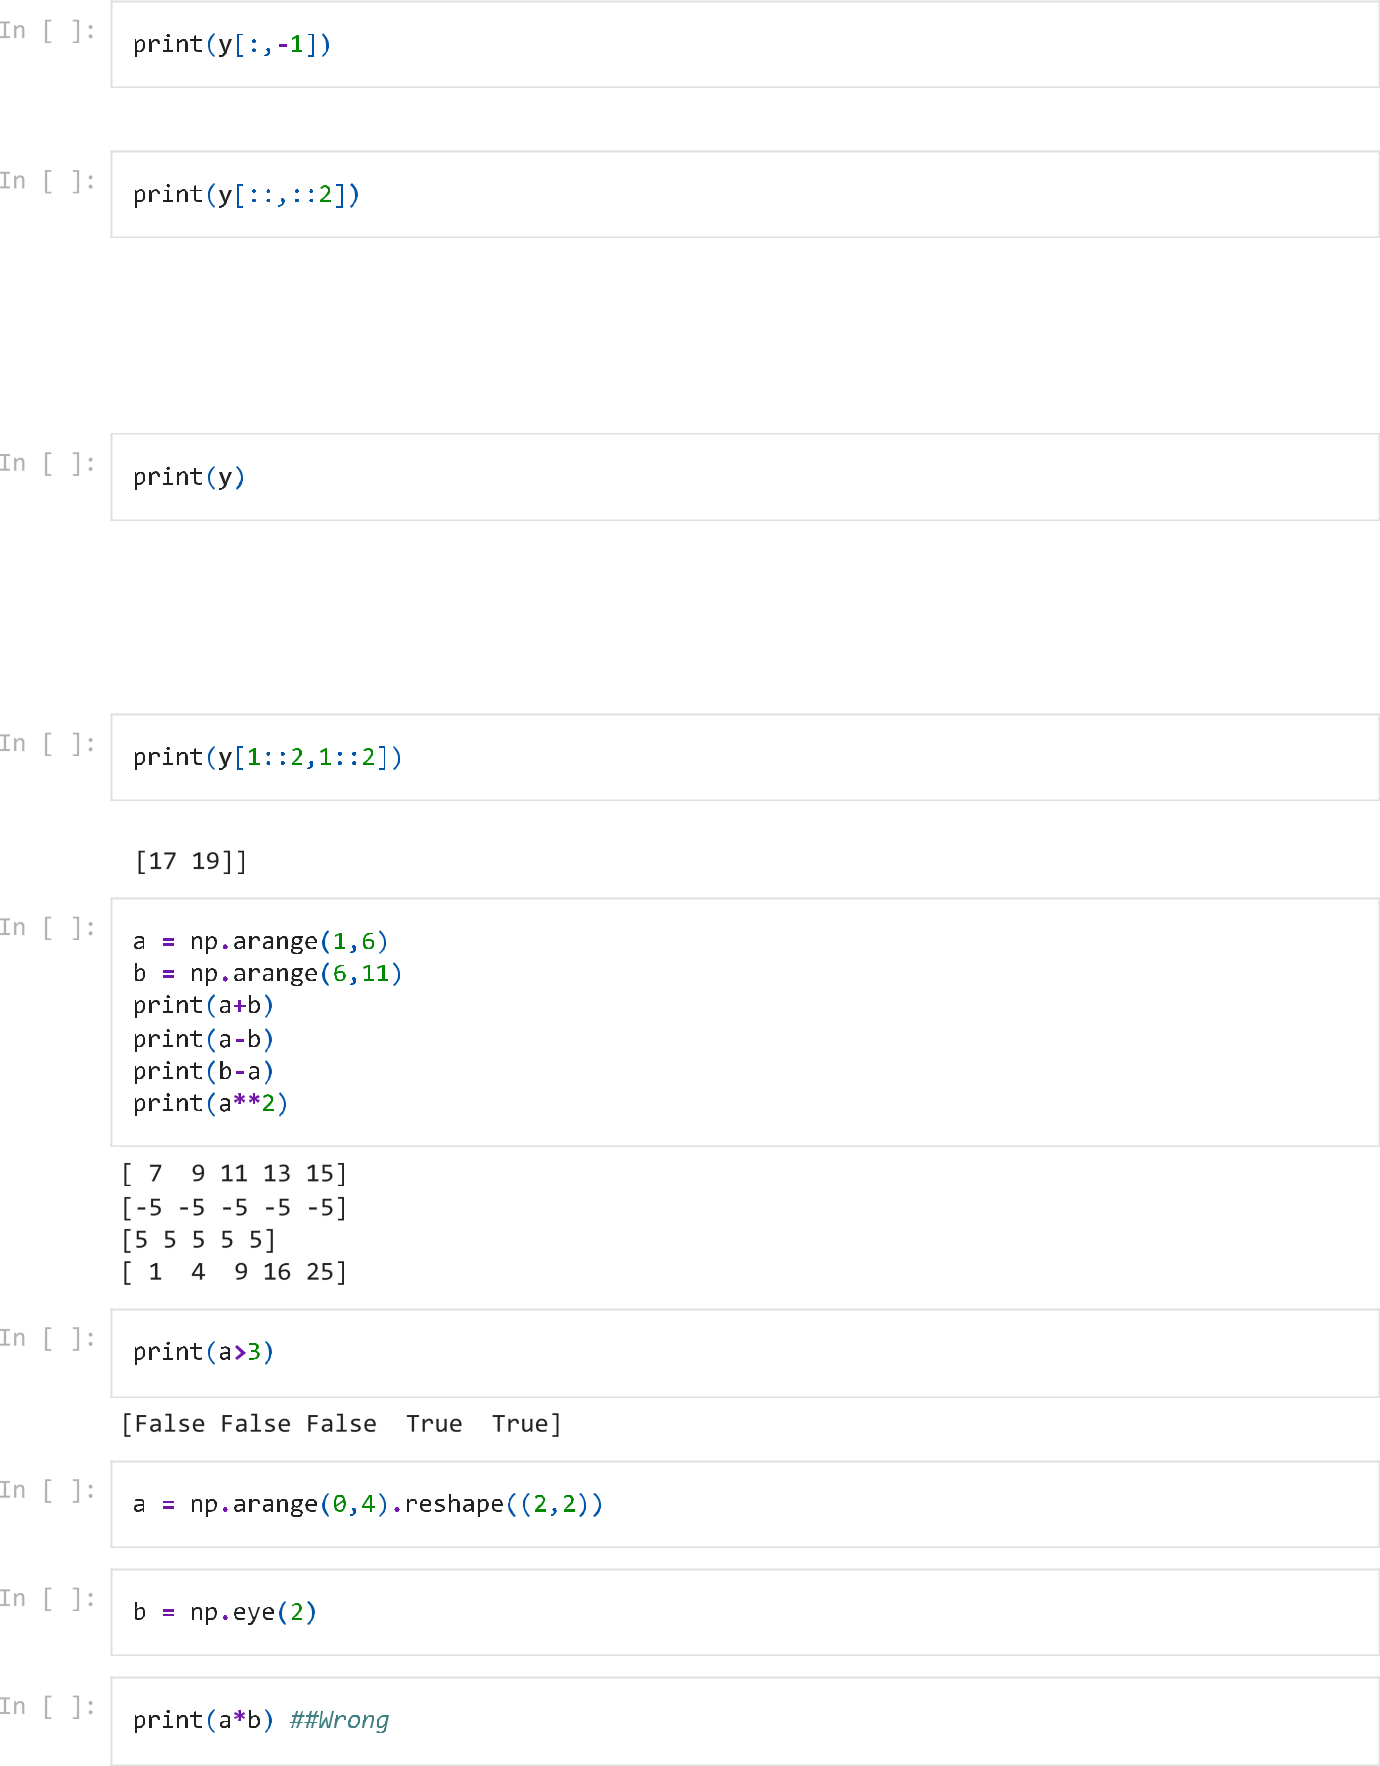 In [ ]:
print(y[:,-1])
In [ ]:
print(y[::,::2])
In [ ]:
print(y)
In [ ]:
print(y[1::2,1::2])
[17 19]]
In [ ]:
a = np.arange(1,6)
b = np.arange(6,11)
print(a+b)
print(a-b)
print(b-a)
print(a**2)
[ 7  9 11 13 15]
[-5 -5 -5 -5 -5]
[5 5 5 5 5]
[ 1  4  9 16 25]
In [ ]:
print(a>3)
[False False False  True  True]
In [ ]:
a = np.arange(0,4).reshape((2,2))
In [ ]:
b = np.eye(2)
In [ ]:
print(a*b) ##Wrong